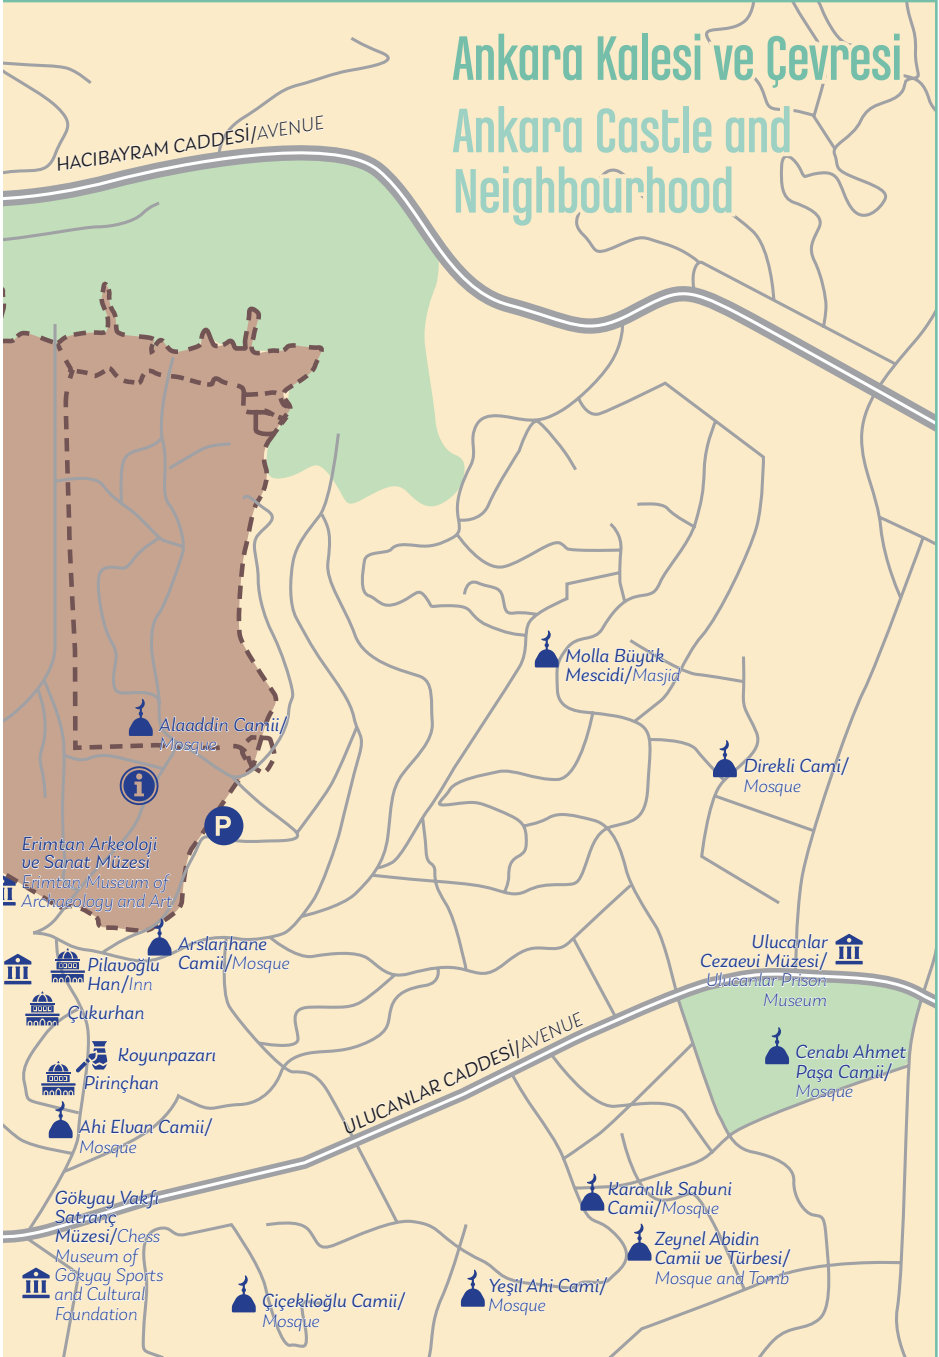 Ankara Kalesi ve Çevresi
Ankara Castle and
Neighbourhood
HACIBAYRAM CADDESİ/AVENUE
Molla Büyük
Mescidi/Masjid
Alaaddin Camii/
Mosque
Direkli Cami/
Mosque
i
P
Erimtan Arkeoloji
ve Sanat Müzesi
Erimtan Museum of
Archaeology and Art
Arslanhane
Camii/Mosque
Pilavoğlu
Han/Inn
Çukurhan
Koyunpazarı
Pirinçhan
Ahi Elvan Camii/
Mosque
Ulucanlar
Cezaevi Müzesi/
Ulucanlar Prison
Museum
Cenabı Ahmet
Paşa Camii/
Mosque
ULUCANLAR CADDESİ/AVENUE
Karanlık Sabuni
Camii/Mosque
Zeynel Abidin
Camii ve Türbesi/
Mosque and Tomb
Gökyay Vakfı
Satranç
Müzesi/Chess
Museum of
Gökyay Sports
and Cultural
Foundation
Çiçeklioğlu Camii/
Mosque
Yeşil Ahi Cami/
Mosque